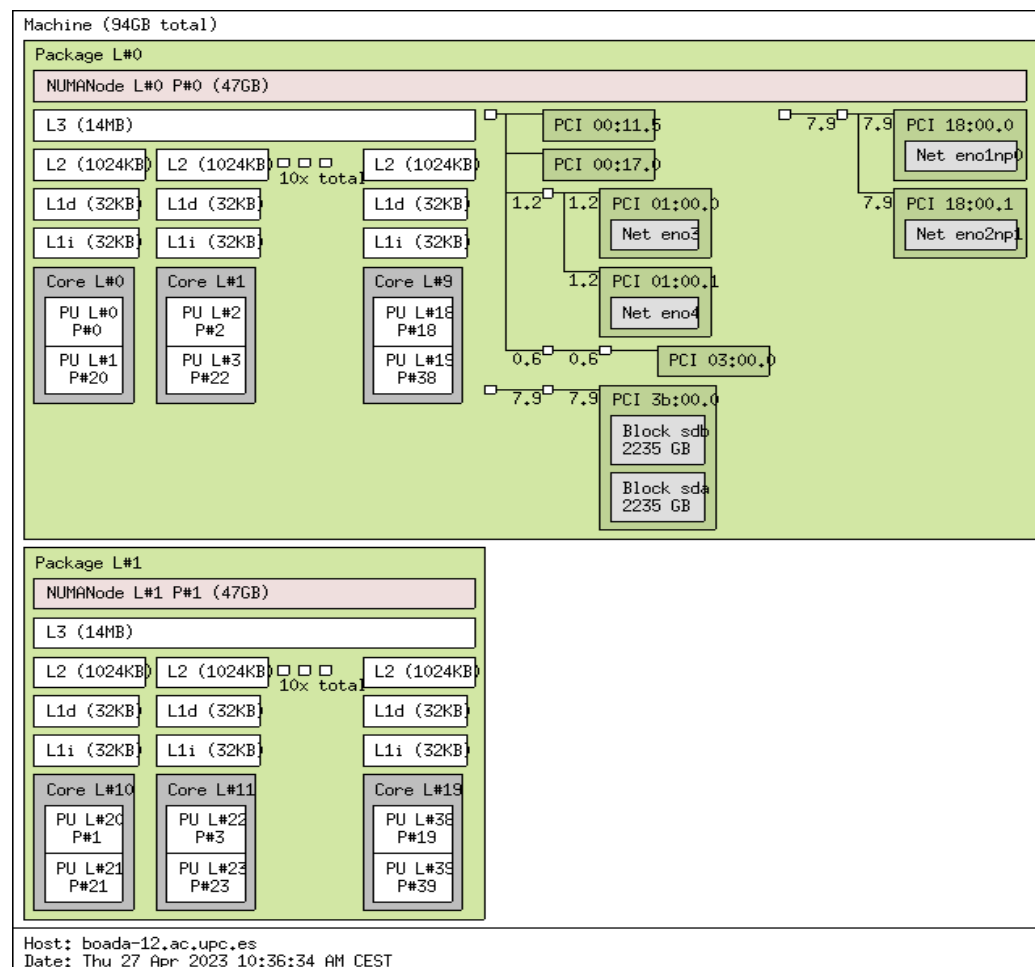 Machine (94GB total)
Package L#0
NUMANode L#0 P#0 (47GB)
L3 (14MB)
L2 (1024KB) L2 (1024KB) 10x total L2 (1024KB)
L1d (32KB) L1d (32KB) L1d (32KB)
L1i (32KB) L1i (32KB) L1i (32KB)
Core L#0
PU L#0
P#0
PU L#1
P#20
Core L#1
PU L#2
P#2
PU L#3
P#22
Core L#9
PU L#18
P#18
PU L#19
P#38
PCI 00:11.5
PCI 00:17.0
1.2 1.2 PCI 01:00.0
Net eno3
1.2 PCI 01:00.1
Net eno4
0.6 0.6 PCI 03:00.0
7.9 7.9 PCI 3b:00.0
Block sdb
2235 GB
Block sda
2235 GB
7.9 7.9 PCI 18:00.0
Net eno1np0
7.9 PCI 18:00.1
Net eno2np1
Package L#1
NUMANode L#1 P#1 (47GB)
L3 (14MB)
L2 (1024KB) L2 (1024KB) 10x total L2 (1024KB)
L1d (32KB) L1d (32KB) L1d (32KB)
L1i (32KB) L1i (32KB) L1i (32KB)
Core L#10
PU L#20
P#1
PU L#21
P#21
Core L#11
PU L#22
P#3
PU L#23
P#23
Core L#19
PU L#38
P#19
PU L#39
P#39
Host: boada-12.ac.upc.es
Date: Thu 27 Apr 2023 10:36:34 AM CEST